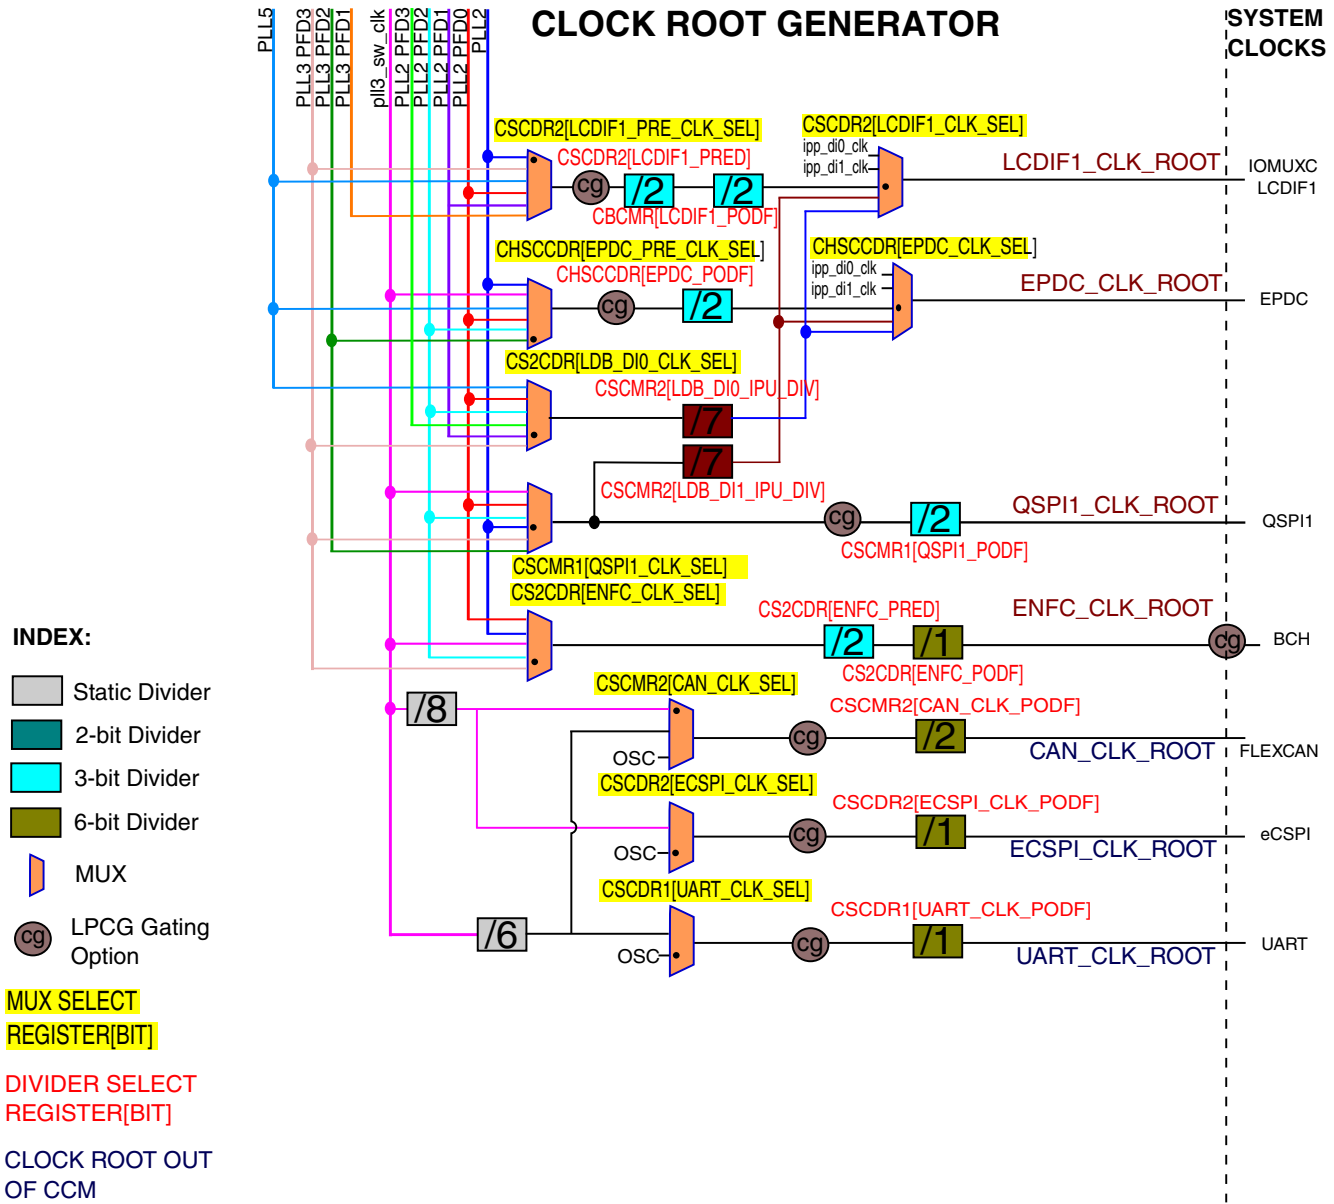 CLOCK ROOT GENERATOR
SYSTEM
CLOCKS
PLL5
PLL3 PFD3
PLL3 PFD2
PLL3 PFD1
pll3_sw_clk
PLL2 PFD3
PLL2 PFD2
PLL2 PFD1
PLL2 PFD0
PLL2
CSCDR2[LCDIF1_PRE_CLK_SEL]
CSCDR2[LCDIF1_CLK_SEL]
ipp_di0_clk
ipp_di1_clk
CSCDR2[LCDIF1_PRED]
cg
/2
/2
CBCMR[LCDIF1_PODF]
LCDIF1_CLK_ROOT
IOMUXC
LCDIF1
CHSCCDR[EPDC_PRE_CLK_SEL]
CHSCCDR[EPDC_CLK_SEL]
ipp_di0_clk
ipp_di1_clk
CHSCCDR[EPDC_PODF]
cg
/2
EPDC_CLK_ROOT
EPDC
CS2CDR[LDB_DI0_CLK_SEL]
CSCMR2[LDB_DI0_IPU_DIV]
/7
/7
CSCMR2[LDB_DI1_IPU_DIV]
cg
/2
QSPI1_CLK_ROOT
QSPI1
CSCMR1[QSPI1_PODF]
CSCMR1[QSPI1_CLK_SEL]
CS2CDR[ENFC_CLK_SEL]
CS2CDR[ENFC_PRED]
/2
/1
CS2CDR[ENFC_PODF]
ENFC_CLK_ROOT
cg
BCH
CSCMR2[CAN_CLK_SEL]
/8
OSC
cg
CSCMR2[CAN_CLK_PODF]
/2
CAN_CLK_ROOT
FLEXCAN
CSCDR2[ECSPI_CLK_SEL]
OSC
cg
CSCDR2[ECSPI_CLK_PODF]
/1
ECSPI_CLK_ROOT
eCSPI
CSCDR1[UART_CLK_SEL]
/6
OSC
cg
CSCDR1[UART_CLK_PODF]
/1
UART_CLK_ROOT
UART
INDEX:
Static Divider
2-bit Divider
3-bit Divider
6-bit Divider
MUX
cg
LPCG Gating
Option
MUX SELECT
REGISTER[BIT]
DIVIDER SELECT
REGISTER[BIT]
CLOCK ROOT OUT
OF CCM